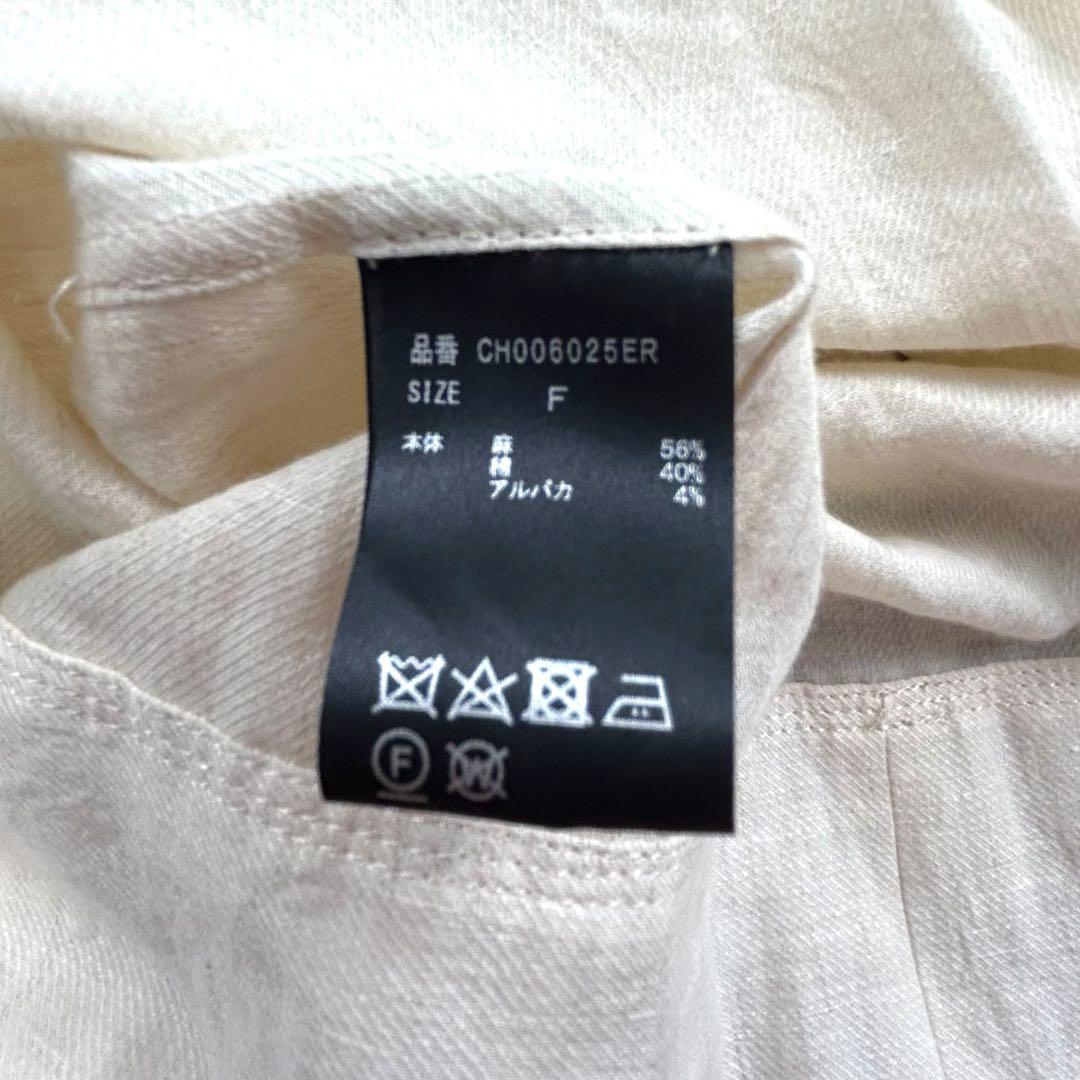 品番 CH006025ER
SIZE F
本体 麻 56%
綿 40%
アルパカ 4%
F
W